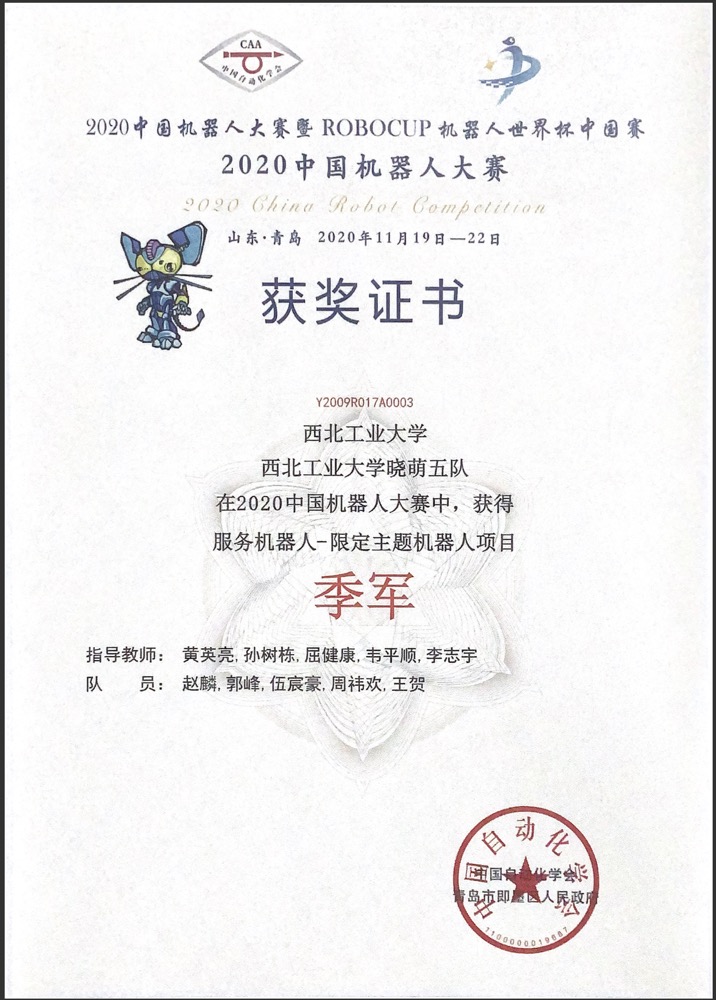 CAA
中国自动化学会
2020中国机器人大赛暨 ROBOCUP 机器人世界杯中国赛
2020中国机器人大赛
2020 China Robot Competition
山东·青岛 2020年11月19日—22日
获奖证书
Y2009R017A0003
西北工业大学
西北工业大学晓萌五队
在2020中国机器人大赛中，获得
服务机器人-限定主题机器人项目
季军
指导教师： 黄英亮,孙树栋,屈健康,韦平顺,李志宇
队 员： 赵麟,郭峰,伍宸豪,周祎欢,王贺
中国自动化学会
中国自动化学会
青岛市即墨区人民政府